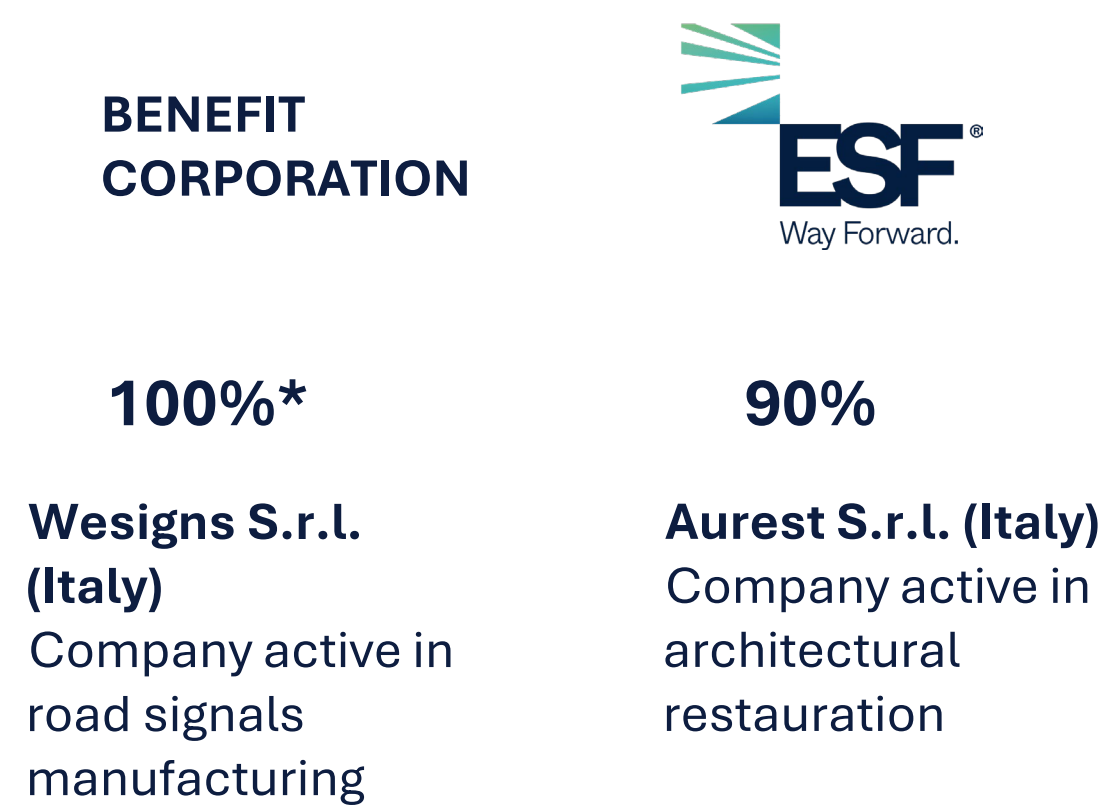 BENEFIT
CORPORATION
ESF®
Way Forward.
100%*
90%
Wesigns S.r.l.
(Italy)
Company active in
road signals
manufacturing
Aurest S.r.l. (Italy)
Company active in
architectural
restauration